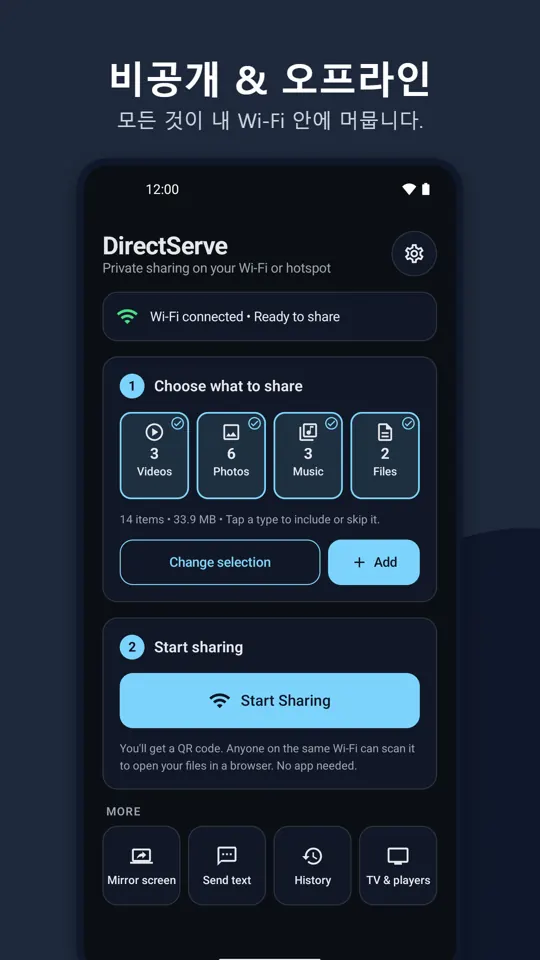 비공개 & 오프라인
모든 것이 내 Wi-Fi 안에 머뭅니다.
12:00
DirectServe
Private sharing on your Wi-Fi or hotspot
Wi-Fi connected • Ready to share
1 Choose what to share
3 6 3 2
Videos Photos Music Files
14 items • 33.9 MB • Tap a type to include or skip it.
Change selection + Add
2 Start sharing
Start Sharing
You'll get a QR code. Anyone on the same Wi-Fi can scan it
to open your files in a browser. No app needed.
MORE
Mirror screen Send text History TV & players